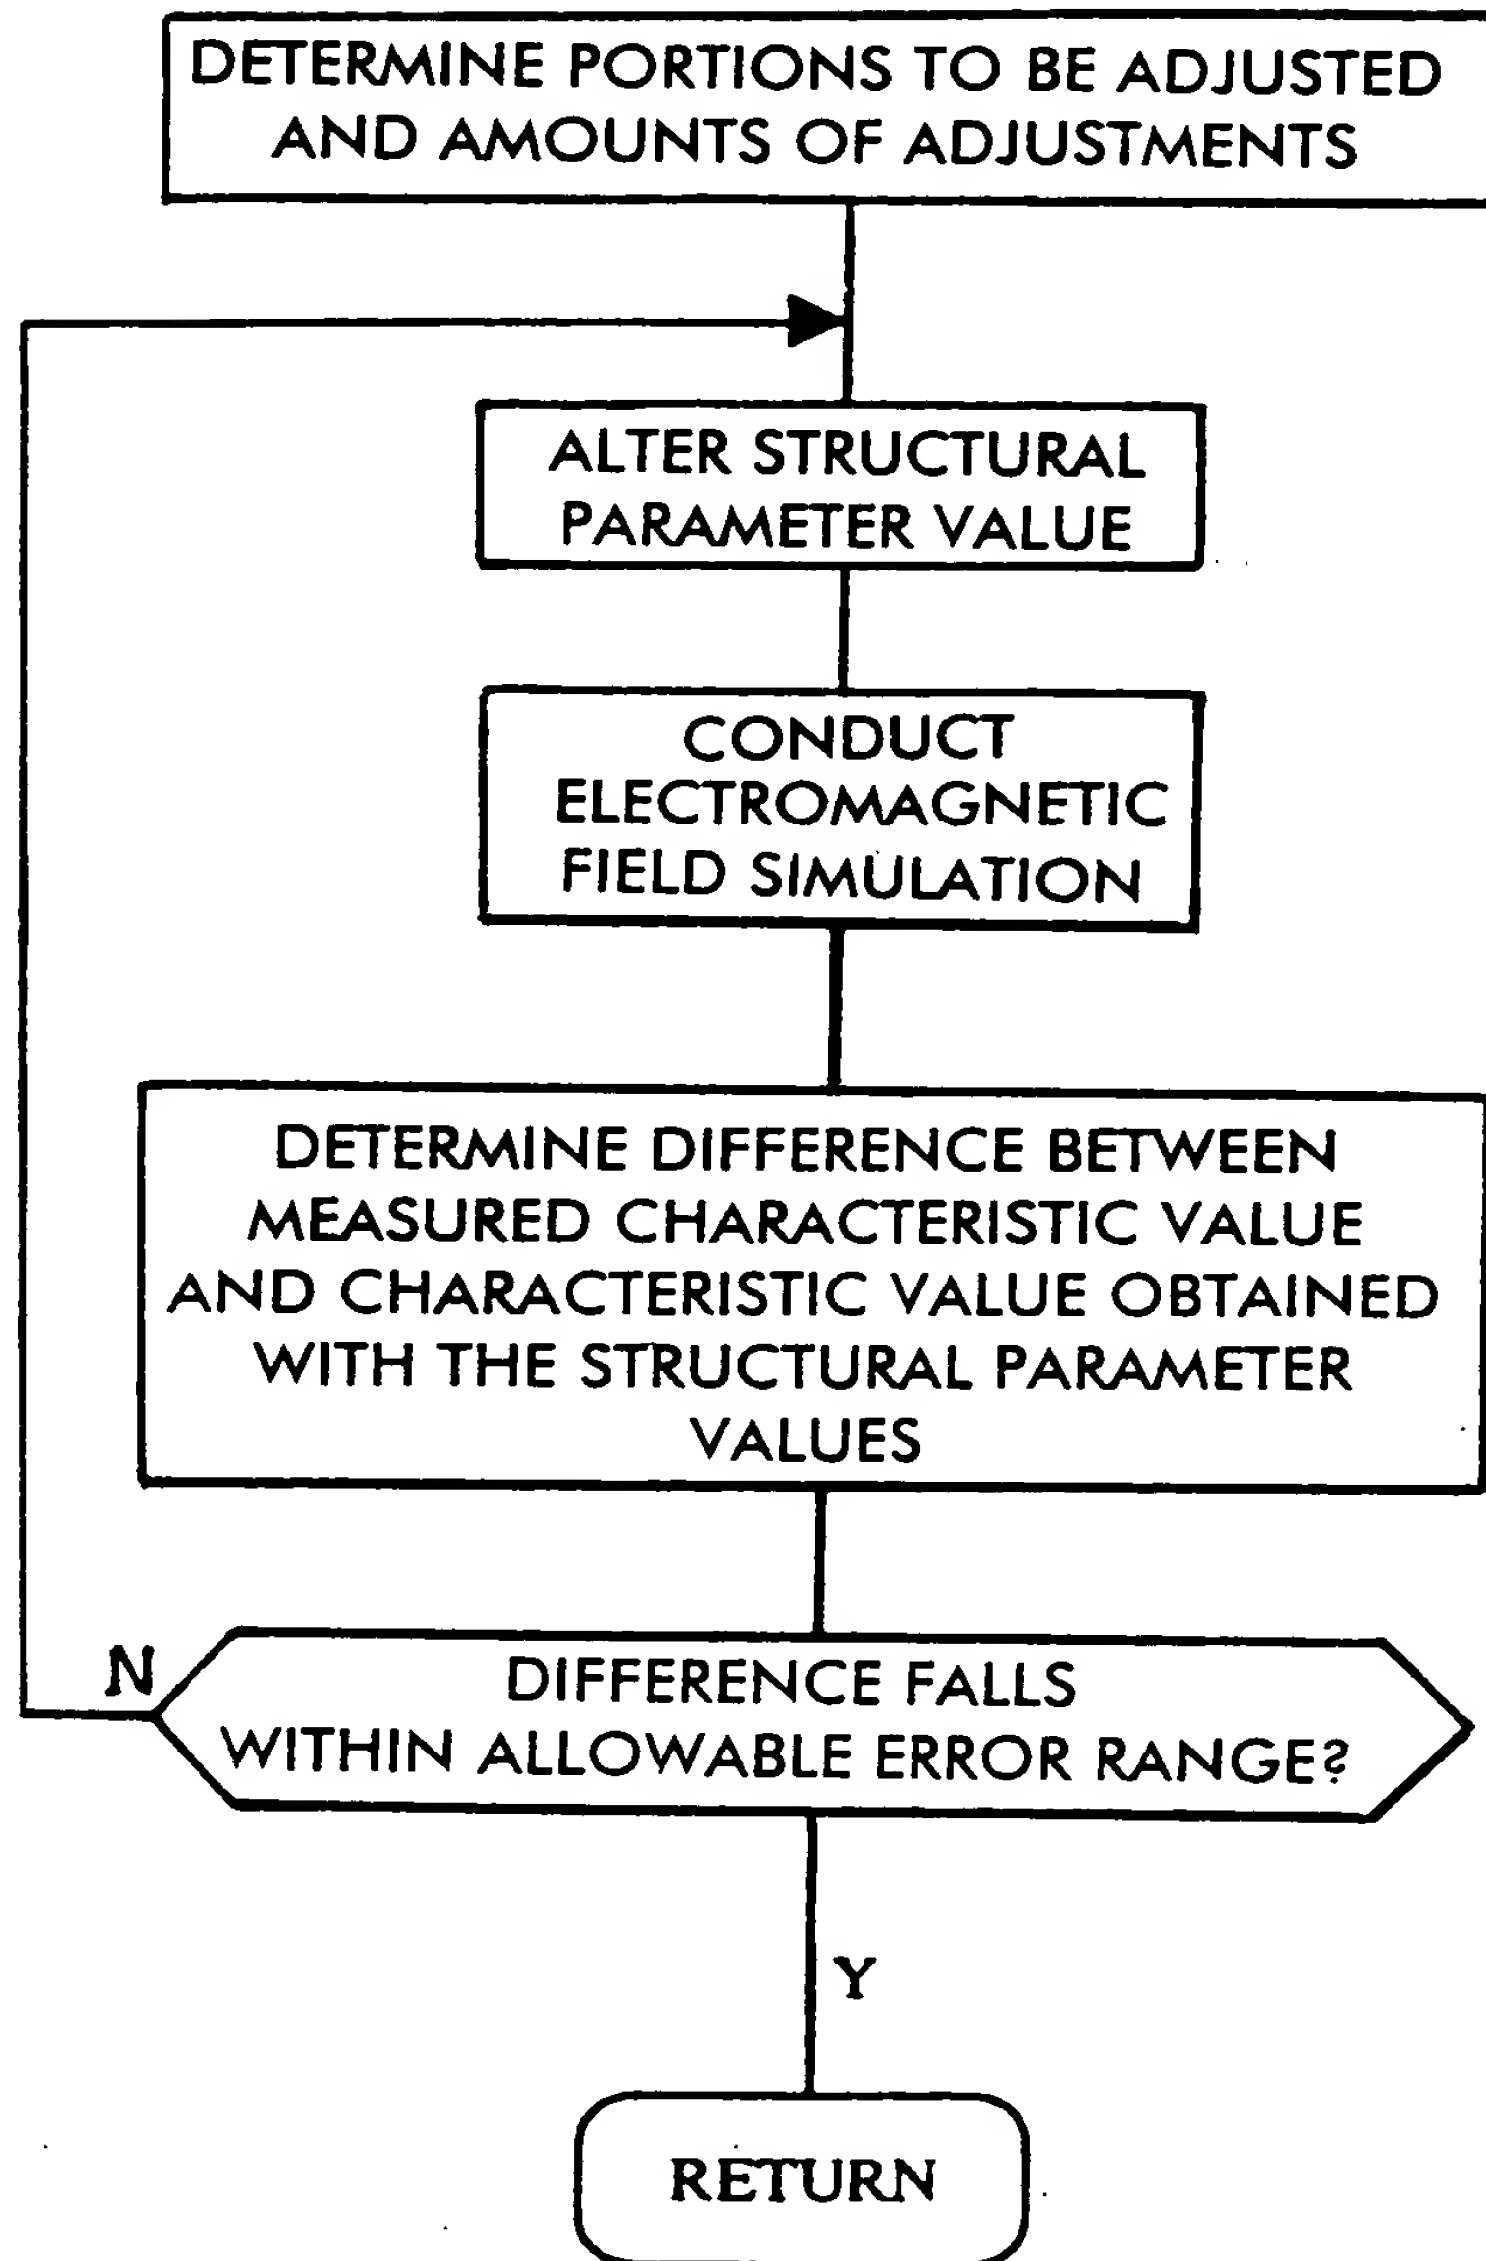 DETERMINE PORTIONS TO BE ADJUSTED
AND AMOUNTS OF ADJUSTMENTS
ALTER STRUCTURAL
PARAMETER VALUE
CONDUCT
ELECTROMAGNETIC
FIELD SIMULATION
DETERMINE DIFFERENCE BETWEEN
MEASURED CHARACTERISTIC VALUE
AND CHARACTERISTIC VALUE OBTAINED
WITH THE STRUCTURAL PARAMETER
VALUES
N
DIFFERENCE FALLS
WITHIN ALLOWABLE ERROR RANGE?
Y
RETURN